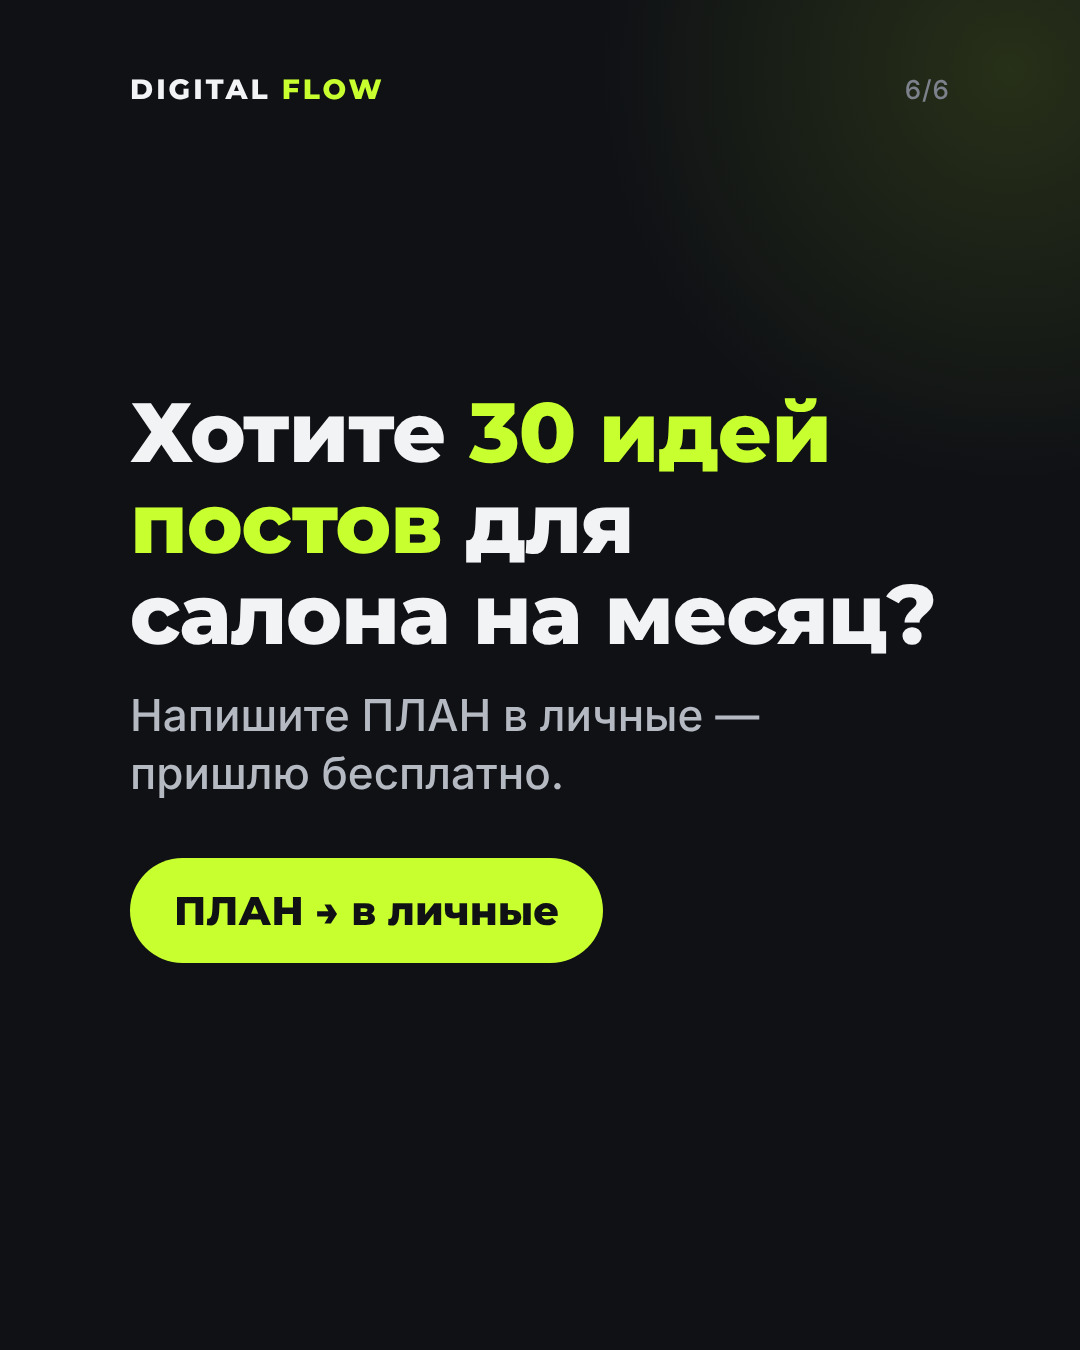 DIGITAL FLOW
6/6
Хотите 30 идей
постов для
салона на месяц?
Напишите ПЛАН в личные —
пришлю бесплатно.
ПЛАН → в личные